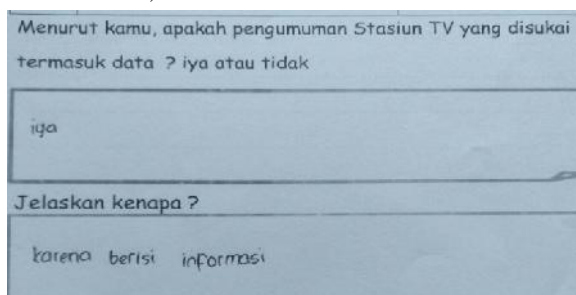 Menurut kamu, apakah pengumuman Stasiun TV yang disukai
termasuk data ? iya atau tidak
iya
Jelaskan kenapa ?
karena berisi informasi